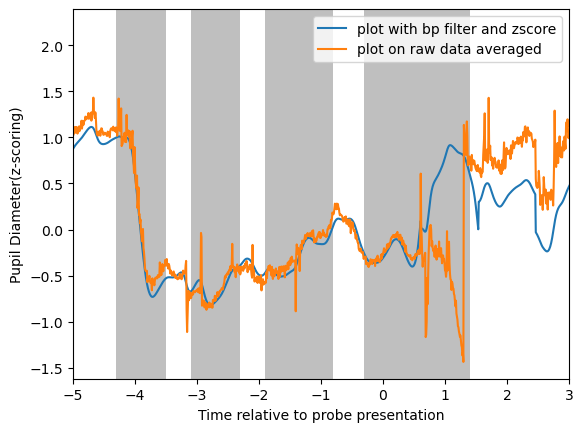 plot with bp filter and zscore
plot on raw data averaged
Pupil Diameter(z-scoring)
2.0
1.5
1.0
0.5
0.0
−0.5
−1.0
−1.5
−5 −4 −3 −2 −1 0 1 2 3
Time relative to probe presentation